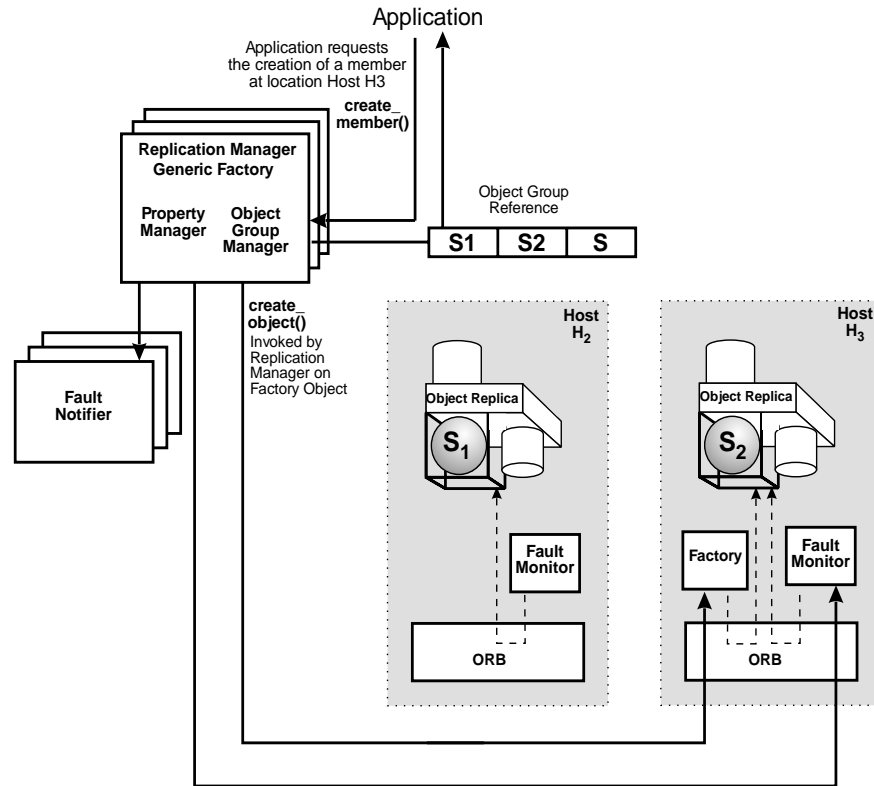 Application
Application requests
the creation of a member
at location Host H3
create_
member()
Replication Manager
Generic Factory
Property
Manager
Object
Group
Manager
Object Group
Reference
S1 S2 S
create_
object()
Invoked by
Replication
Manager on
Factory Object
Fault
Notifier
Host
H2
Object Replica
S1
Fault
Monitor
ORB
Host
H3
Object Replica
S2
Factory
Fault
Monitor
ORB